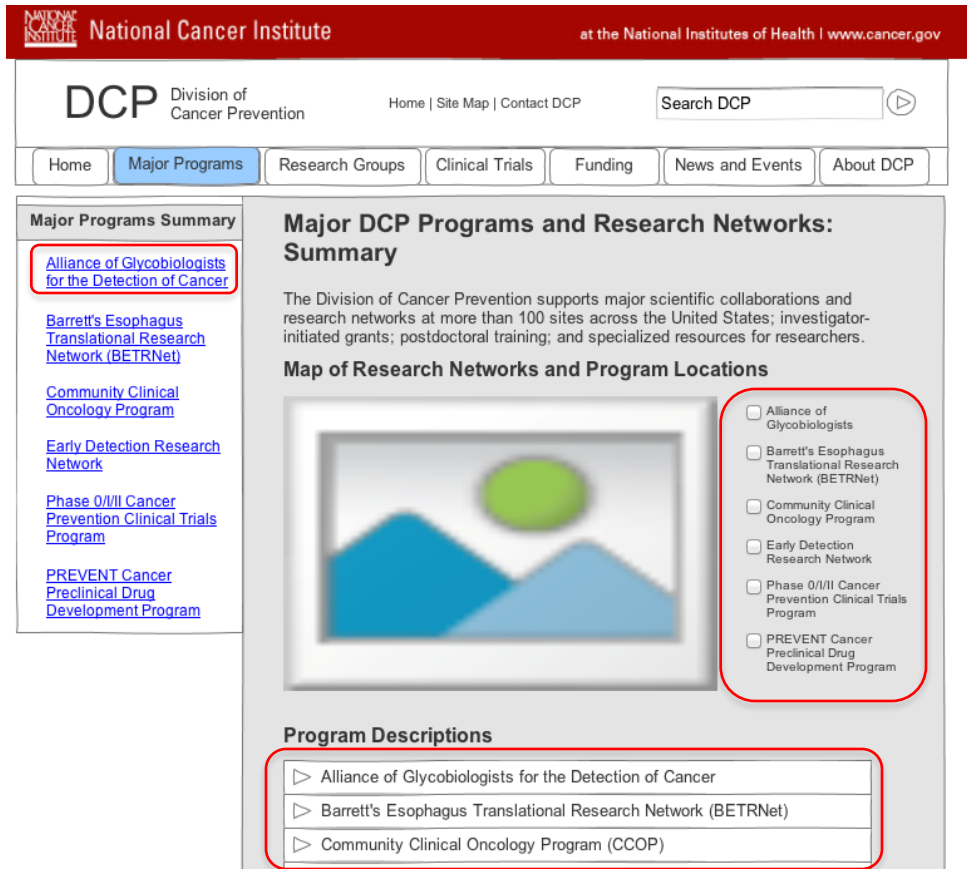 NATIONAL
CANCER
INSTITUTE
National Cancer Institute
at the National Institutes of Health | www.cancer.gov
DCP
Division of
Cancer Prevention
Home | Site Map | Contact DCP
Search DCP
Home
Major Programs
Research Groups
Clinical Trials
Funding
News and Events
About DCP
Major Programs Summary
Alliance of Glycobiologists
for the Detection of Cancer
Barrett's Esophagus
Translational Research
Network (BETRNet)
Community Clinical
Oncology Program
Early Detection Research
Network
Phase 0/I/II Cancer
Prevention Clinical Trials
Program
PREVENT Cancer
Preclinical Drug
Development Program
Major DCP Programs and Research Networks:
Summary
The Division of Cancer Prevention supports major scientific collaborations and
research networks at more than 100 sites across the United States; investigator-
initiated grants; postdoctoral training; and specialized resources for researchers.
Map of Research Networks and Program Locations
Alliance of
Glycobiologists
Barrett's Esophagus
Translational Research
Network (BETRNet)
Community Clinical
Oncology Program
Early Detection
Research Network
Phase 0/I/II Cancer
Prevention Clinical Trials
Program
PREVENT Cancer
Preclinical Drug
Development Program
Program Descriptions
Alliance of Glycobiologists for the Detection of Cancer
Barrett's Esophagus Translational Research Network (BETRNet)
Community Clinical Oncology Program (CCOP)